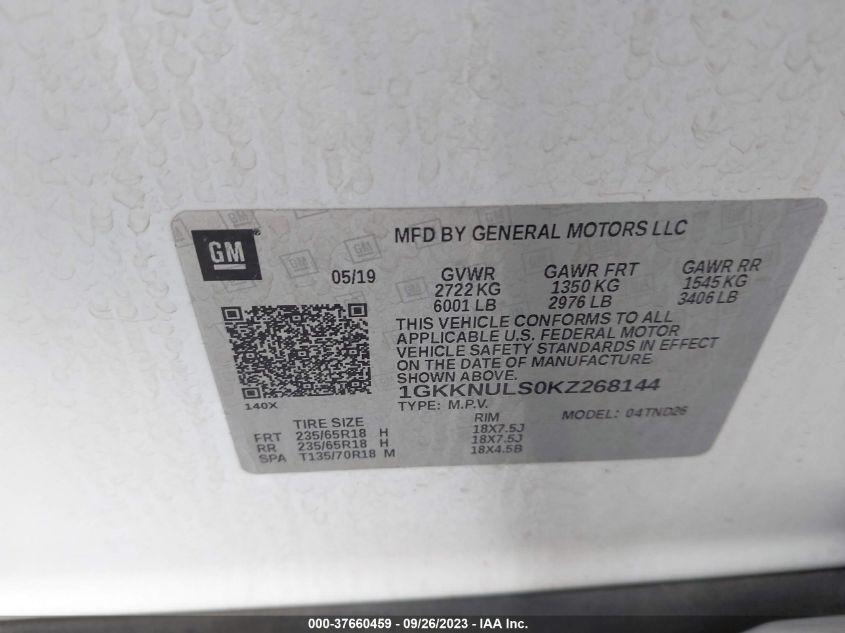 GM
MFD BY GENERAL MOTORS LLC
05/19
GVWR GAWR FRT GAWR RR
2722 KG 1350 KG 1545 KG
6001 LB 2976 LB 3406 LB
THIS VEHICLE CONFORMS TO ALL
APPLICABLE U.S. FEDERAL MOTOR
VEHICLE SAFETY STANDARDS IN EFFECT
ON THE DATE OF MANUFACTURE
SHOWN ABOVE.
1GKKNULS0KZ268144
140X
TYPE: M.P.V. MODEL: 04TND26
TIRE SIZE RIM
FRT 235/65R18 H 18X7.5J
RR 235/65R18 H 18X7.5J
SPA T135/70R18 M 18X4.5B
000-37660459 - 09/26/2023 - IAA Inc.